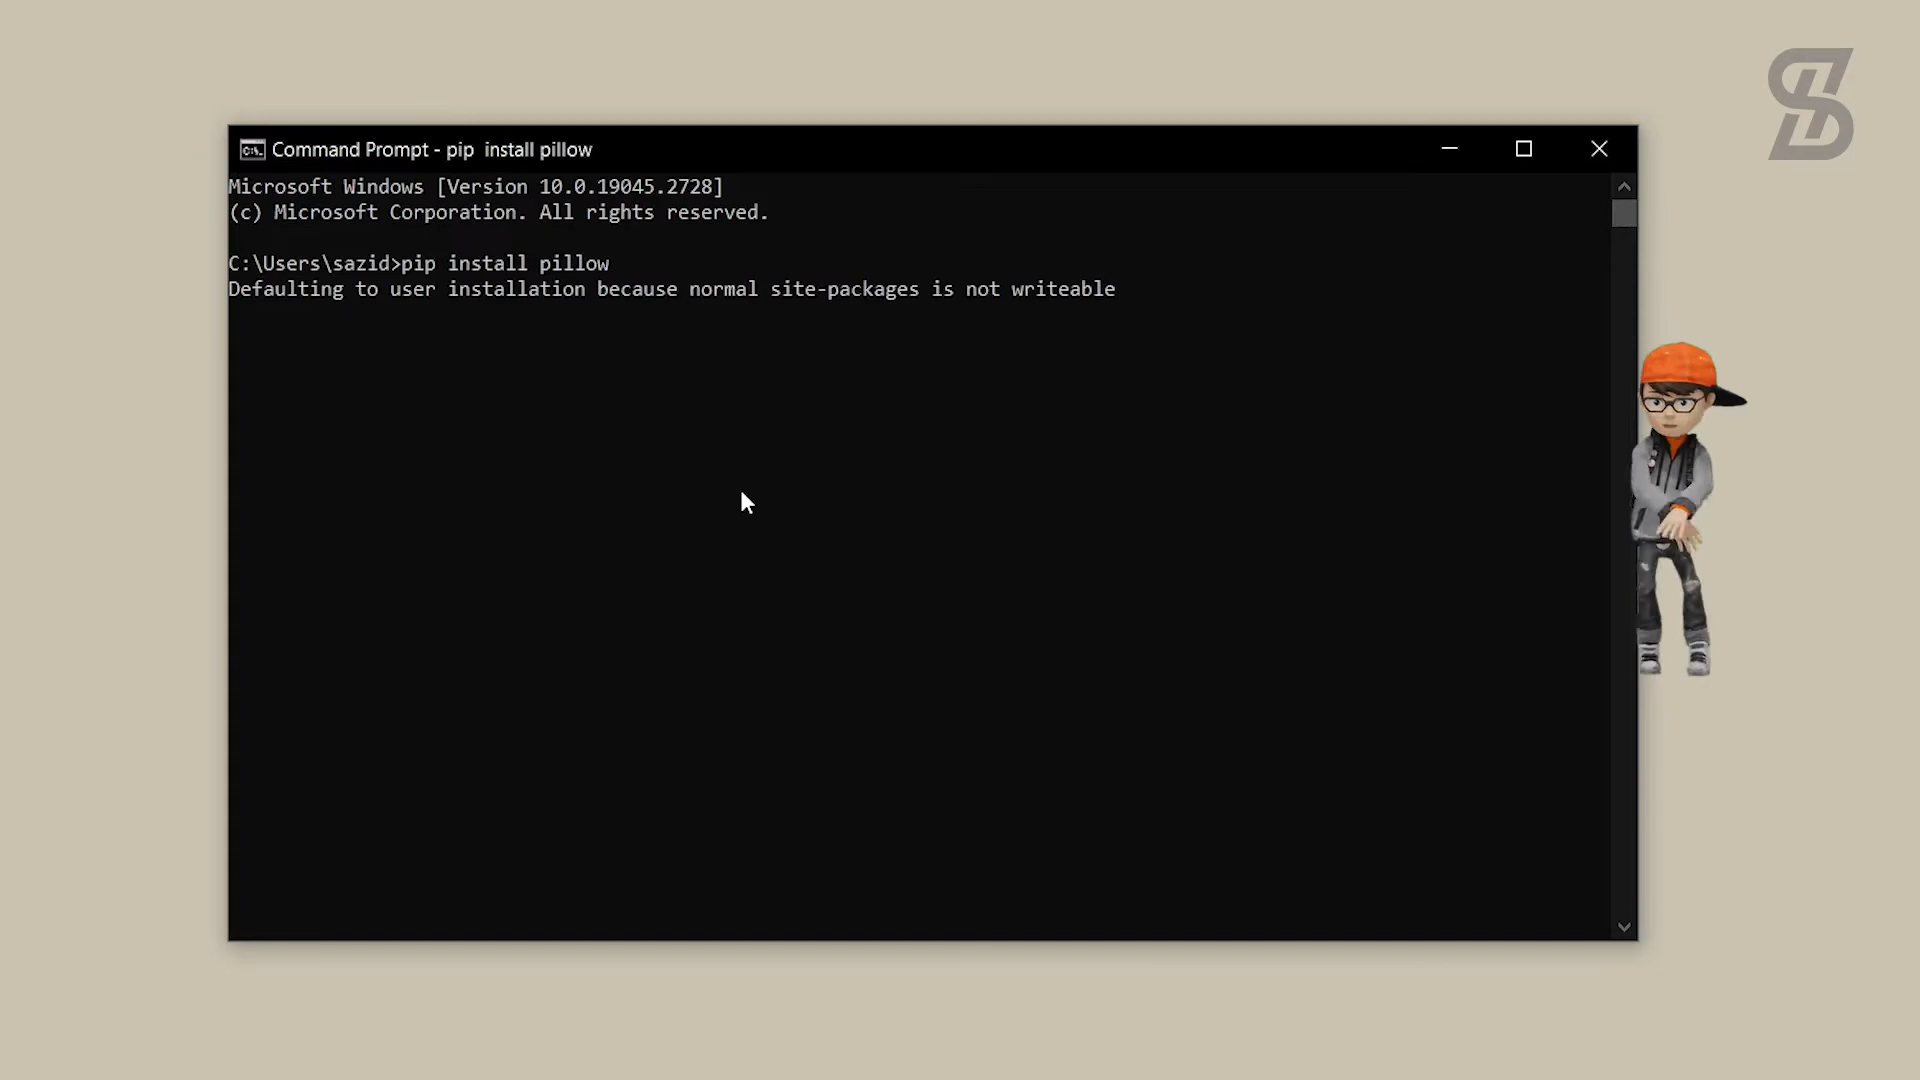 Command Prompt - pip  install pillow
Microsoft Windows [Version 10.0.19045.2728]
(c) Microsoft Corporation. All rights reserved.
C:\Users\sazid>pip install pillow
Defaulting to user installation because normal site-packages is not writeable